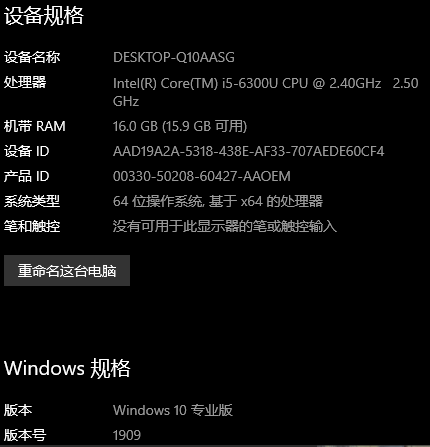 设备规格
设备名称 DESKTOP-Q10AASG
处理器 Intel(R) Core(TM) i5-6300U CPU @ 2.40GHz 2.50
GHz
机带 RAM 16.0 GB (15.9 GB 可用)
设备 ID AAD19A2A-5318-438E-AF33-707AEDE60CF4
产品 ID 00330-50208-60427-AAOEM
系统类型 64 位操作系统, 基于 x64 的处理器
笔和触控 没有可用于此显示器的笔或触控输入
重命名这台电脑
Windows 规格
版本 Windows 10 专业版
版本号 1909